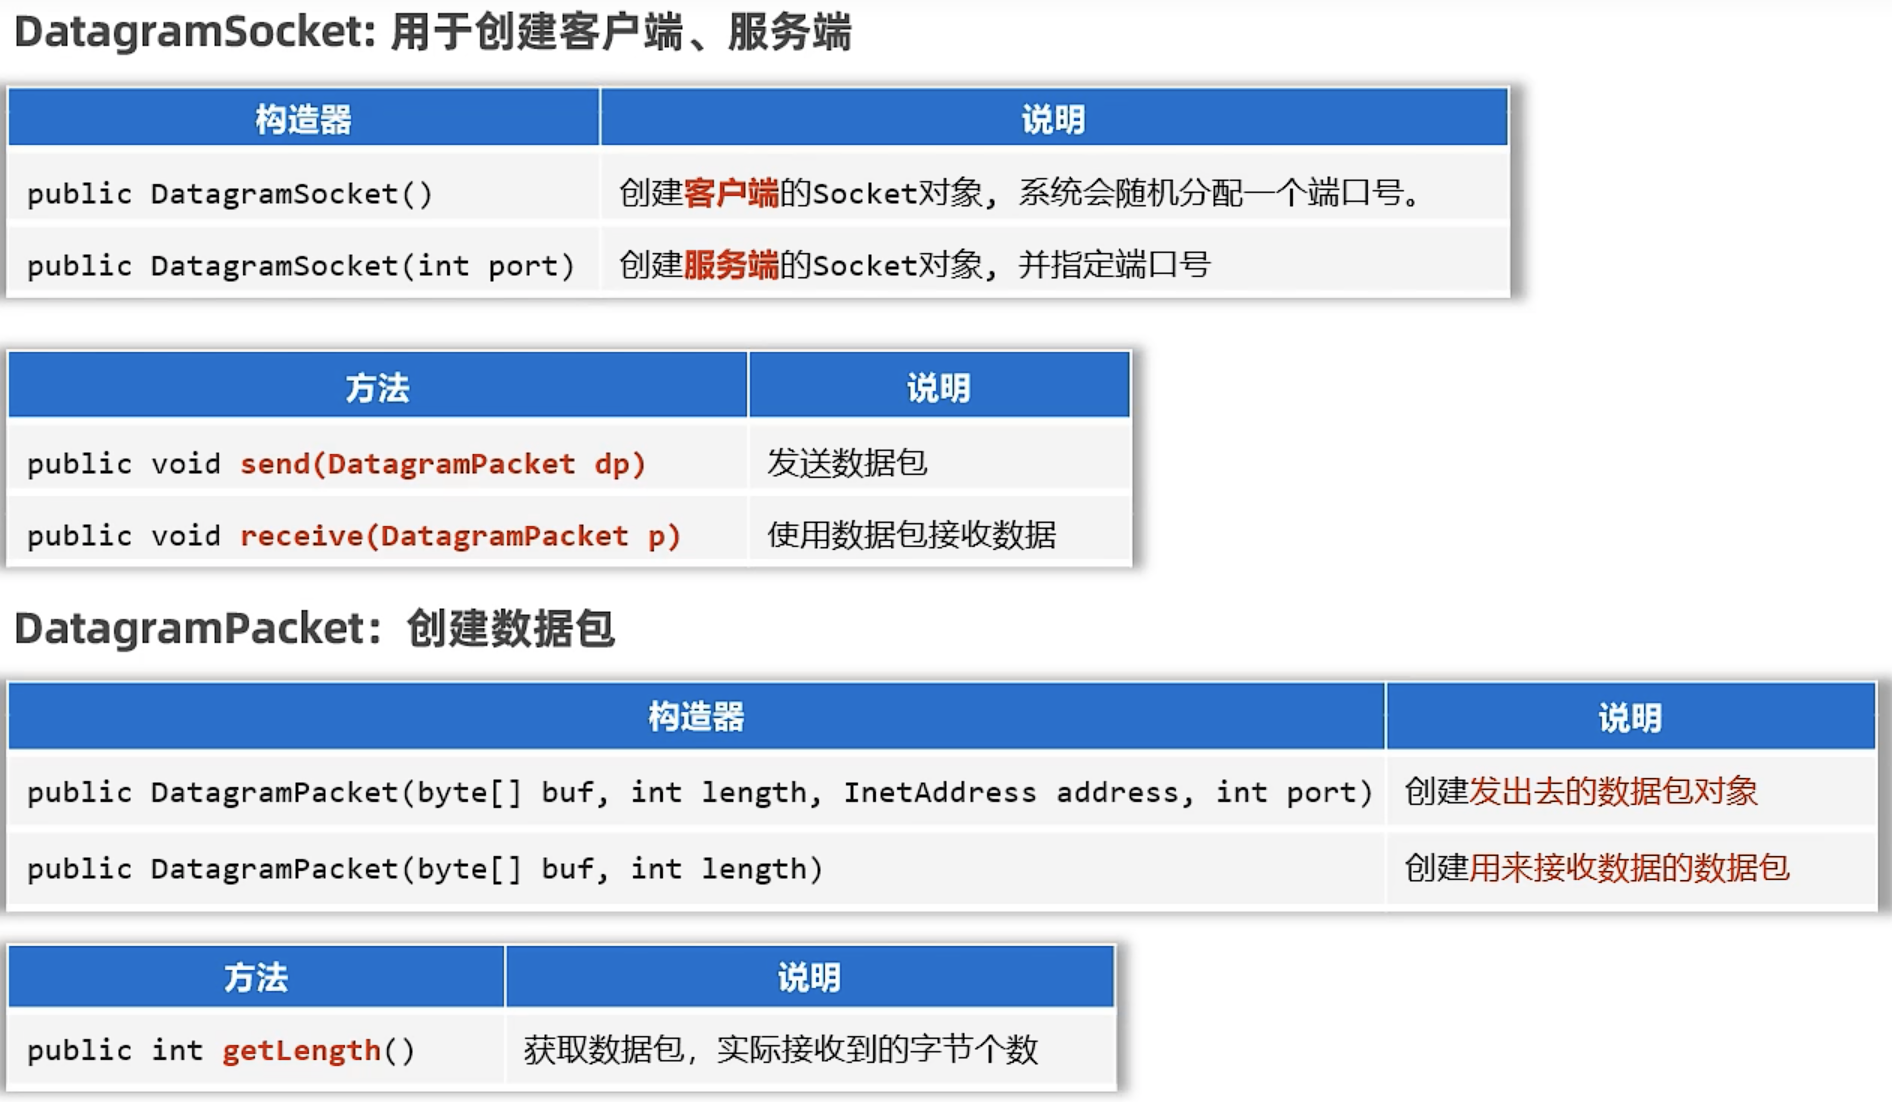 DatagramSocket: 用于创建客户端、服务端
构造器 说明
public DatagramSocket() 创建客户端的Socket对象, 系统会随机分配一个端口号。
public DatagramSocket(int port) 创建服务端的Socket对象, 并指定端口号
方法 说明
public void send(DatagramPacket dp) 发送数据包
public void receive(DatagramPacket p) 使用数据包接收数据
DatagramPacket：创建数据包
构造器 说明
public DatagramPacket(byte[] buf, int length, InetAddress address, int port) 创建发出去的数据包对象
public DatagramPacket(byte[] buf, int length) 创建用来接收数据的数据包
方法 说明
public int getLength() 获取数据包，实际接收到的字节个数